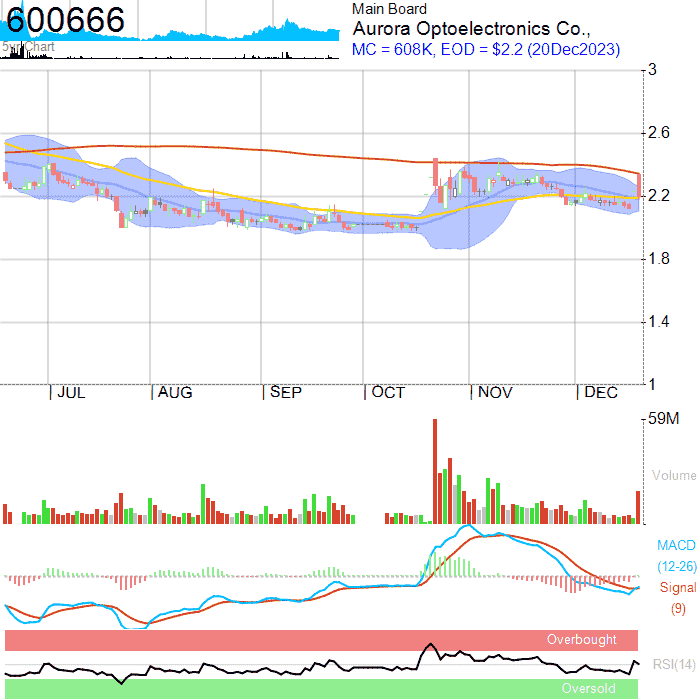 600666
5yr Chart
Main Board
Aurora Optoelectronics Co.,
MC = 608K, EOD = $2.2 (20Dec2023)
3
2.6
2.2
1.8
1.4
1
JUL AUG SEP OCT NOV DEC
59M
Volume
MACD
(12-26)
Signal
(9)
Overbought
RSI(14)
Oversold